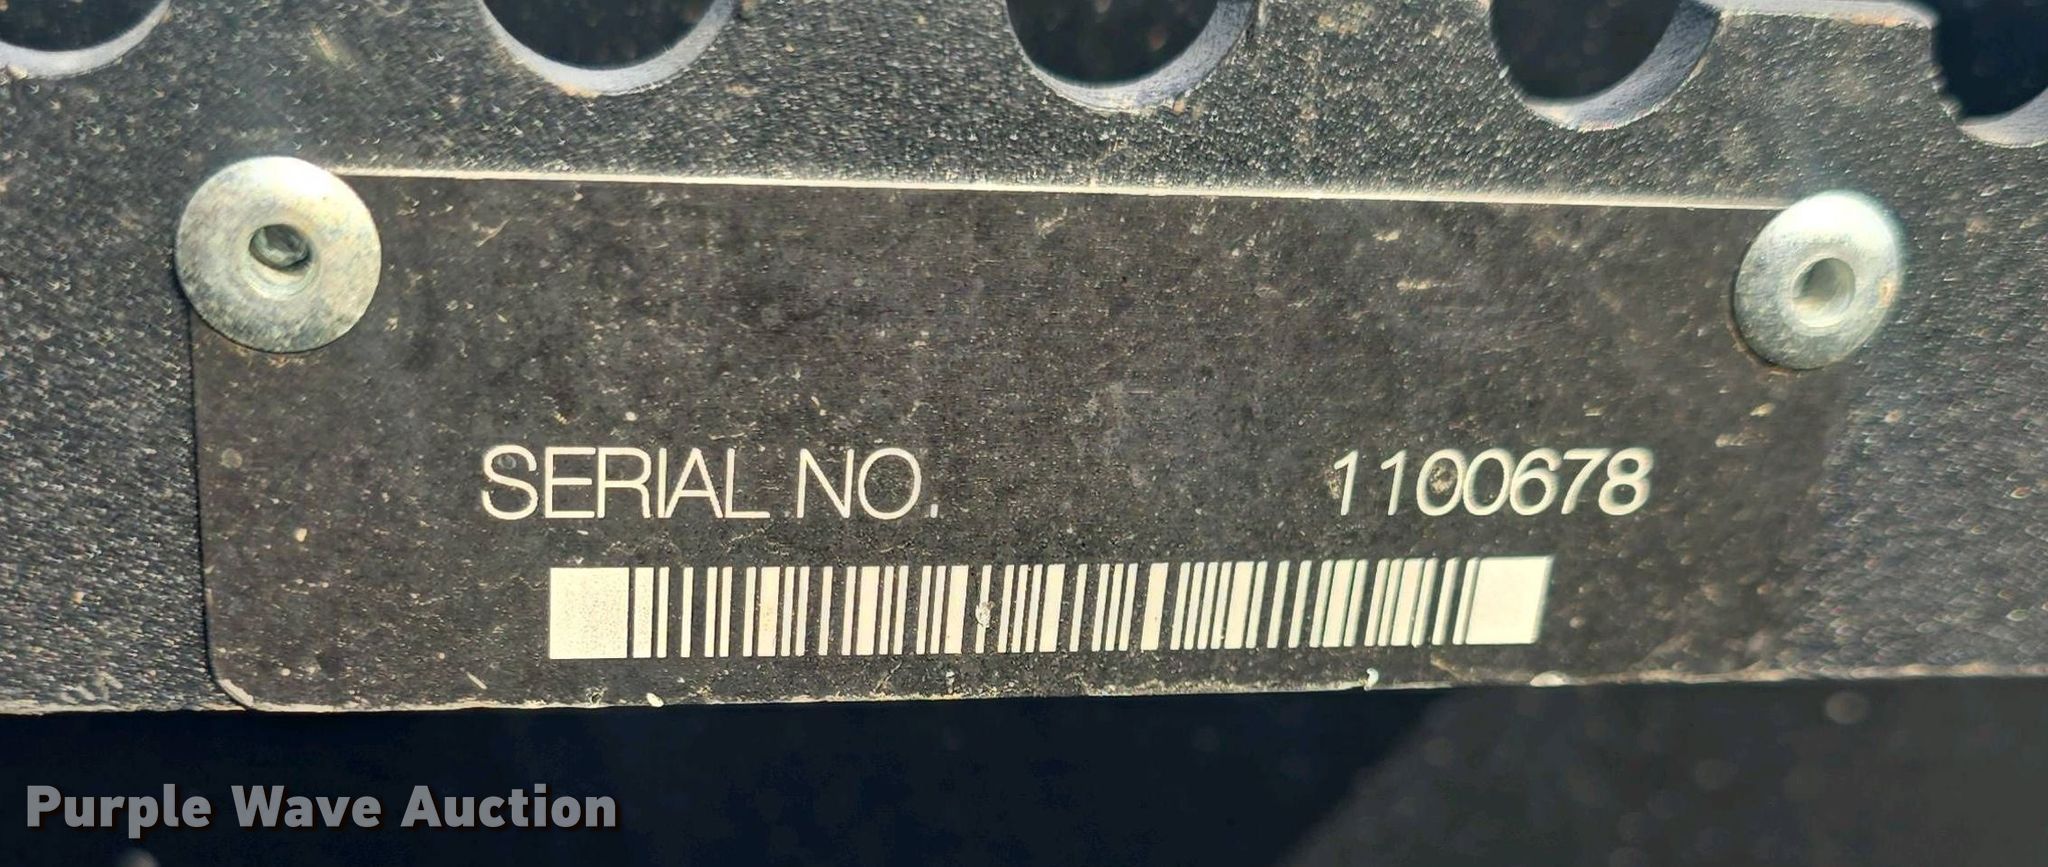 SERIAL NO. 1100678
Purple Wave Auction